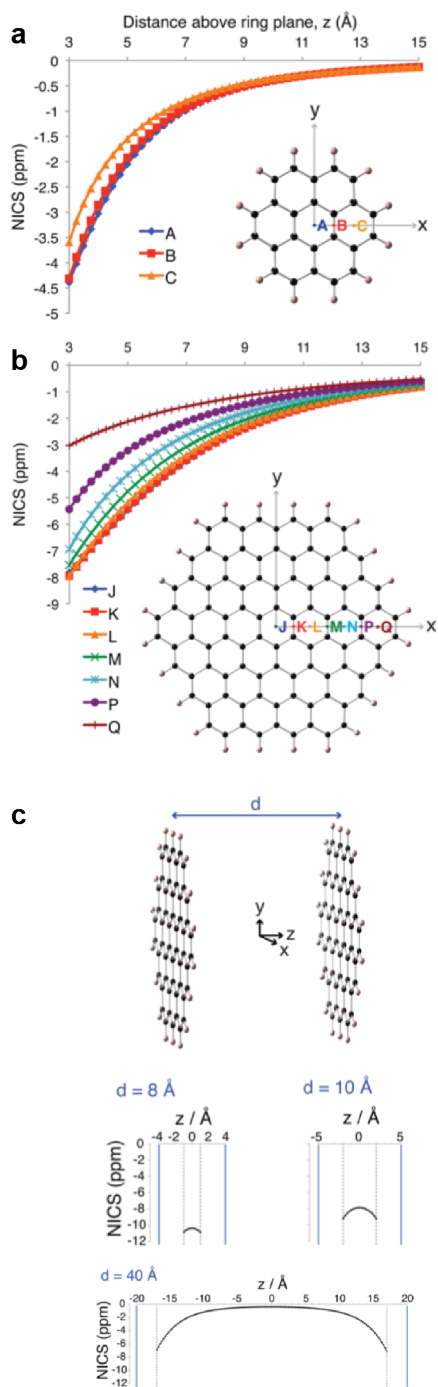 a
Distance above ring plane, z (Å)
3 5 7 9 11 13 15
0
-0.5
-1
-1.5
-2
-2.5
-3
-3.5
-4
-4.5
-5
NICS (ppm)
A
B
C
y
A B C
x
b
3 5 7 9 11 13 15
0
-1
-2
-3
-4
-5
-6
-7
-8
-9
NICS (ppm)
J
K
L
M
N
P
Q
y
J K L M N P Q
x
c
d
y
z
x
d = 8 Å
z / Å
-4 -2 0 2 4
0
-2
-4
-6
-8
-10
-12
NICS (ppm)
d = 10 Å
z / Å
-5 0 5
0
-2
-4
-6
-8
-10
-12
d = 40 Å
z / Å
-20 -15 -10 -5 0 5 10 15 20
0
-2
-4
-6
-8
-10
-12
NICS (ppm)